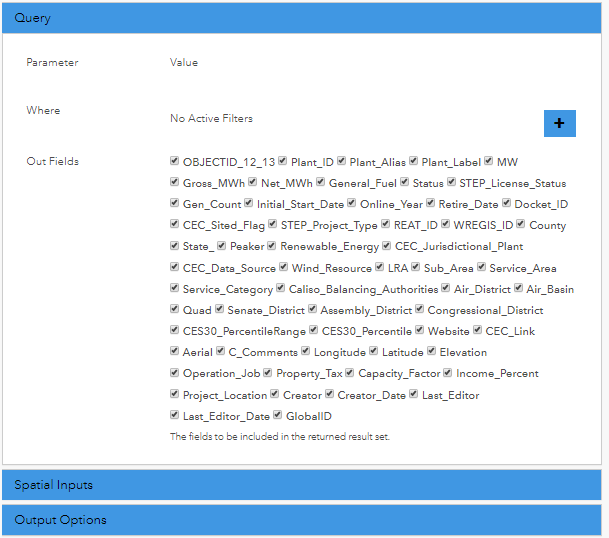 Query
Parameter Value
Where
No Active Filters
+
Out Fields OBJECTID_12_13 Plant_ID Plant_Alias Plant_Label MW
Gross_MWh Net_MWh General_Fuel Status STEP_License_Status
Gen_Count Initial_Start_Date Online_Year Retire_Date Docket_ID
CEC_Sited_Flag STEP_Project_Type REAT_ID WREGIS_ID County
State_ Peaker Renewable_Energy CEC_Jurisdictional_Plant
CEC_Data_Source Wind_Resource LRA Sub_Area Service_Area
Service_Category Caliso_Balancing_Authorities Air_District Air_Basin
Quad Senate_District Assembly_District Congressional_District
CES30_PercentileRange CES30_Percentile Website CEC_Link
Aerial C_Comments Longitude Latitude Elevation
Operation_Job Property_Tax Capacity_Factor Income_Percent
Project_Location Creator Creator_Date Last_Editor
Last_Editor_Date GlobalID
The fields to be included in the returned result set.
Spatial Inputs
Output Options